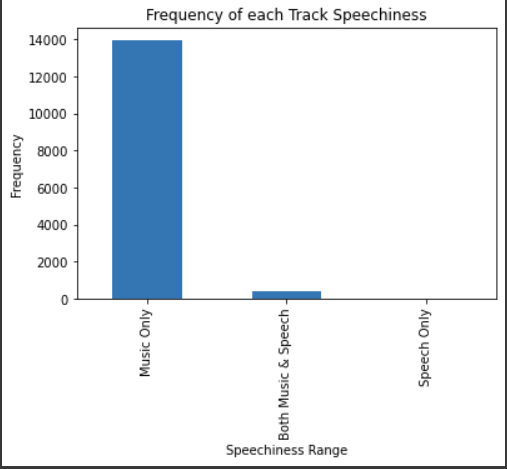 Frequency of each Track Speechiness
14000
12000
10000
8000
6000
4000
2000
0
Frequency
Music Only
Both Music & Speech
Speech Only
Speechiness Range